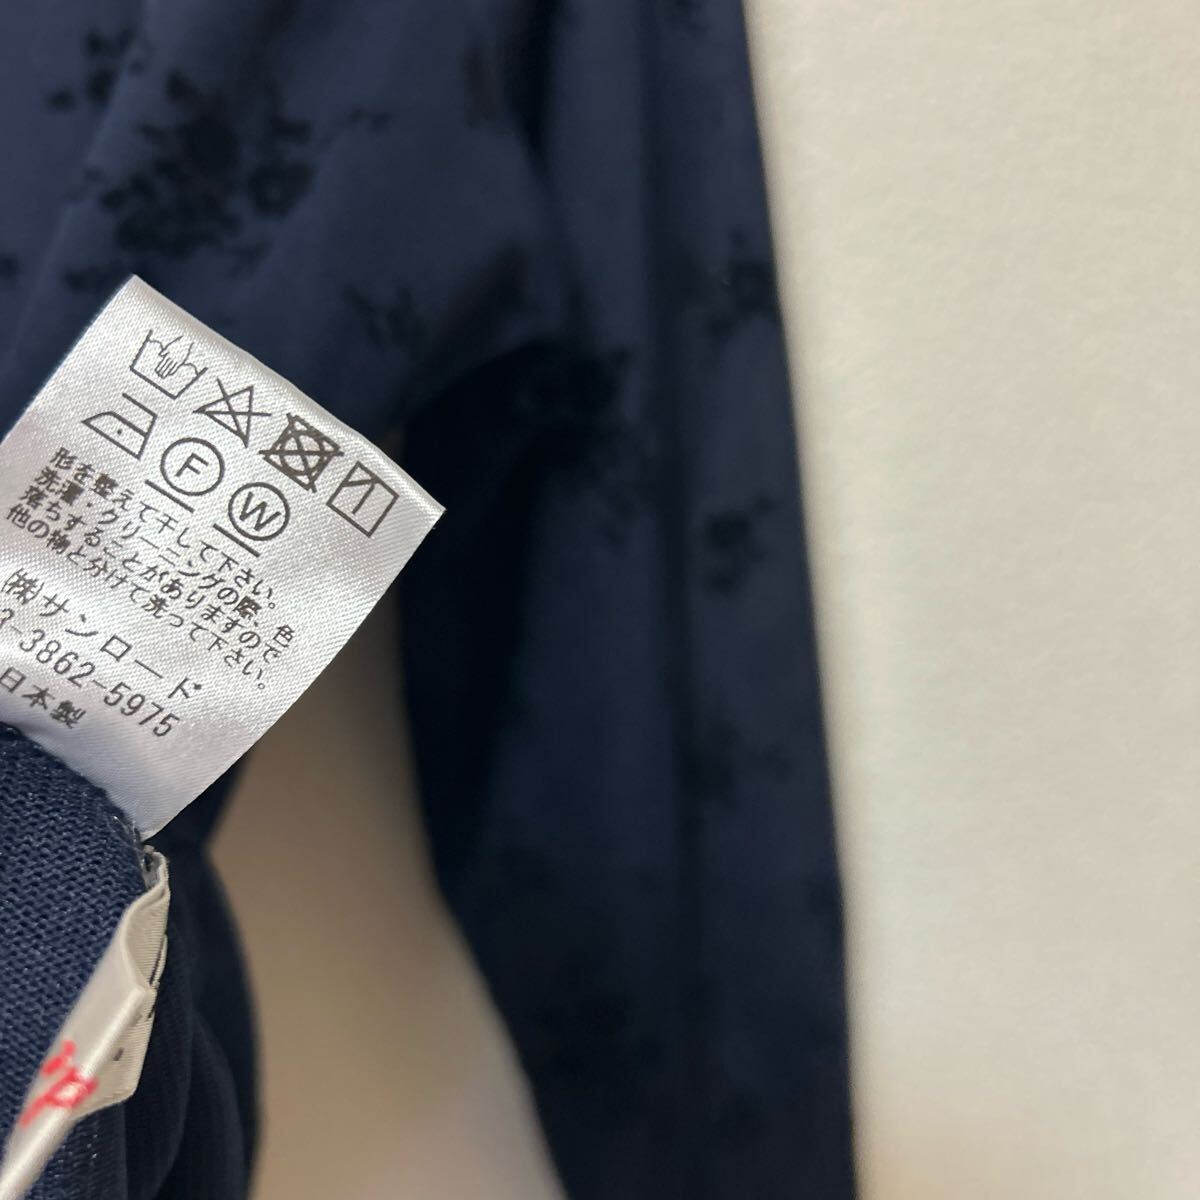 F
W
形を整えて干して下さい。
洗濯・クリーニングの際、色
落ちすることがありますので
他の物と分けて洗って下さい。
㈱サンロード
3-3862-5975
日本製